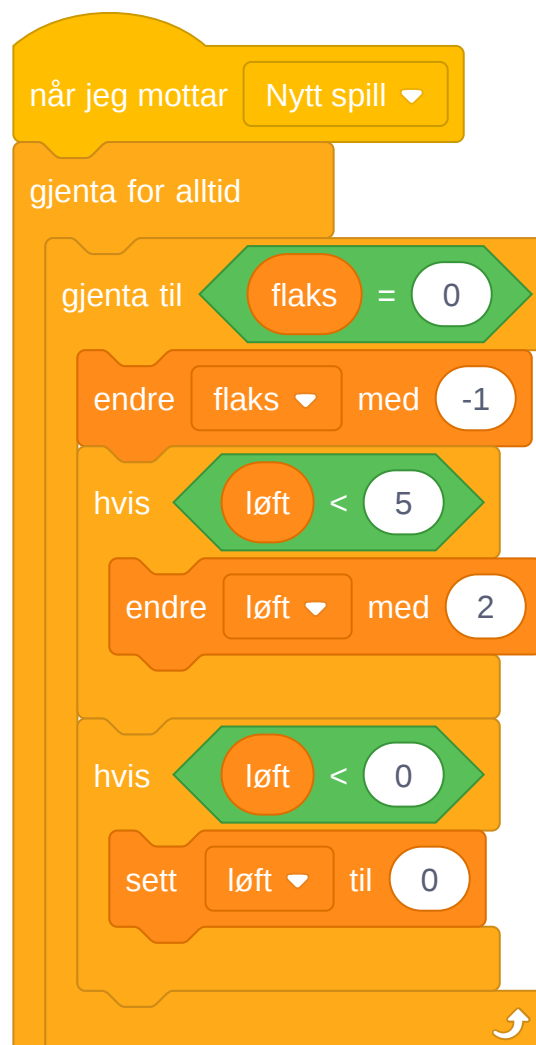 når jeg mottar Nytt spill
gjenta for alltid
gjenta til flaks = 0
endre flaks med -1
hvis løft < 5
endre løft med 2
hvis løft < 0
sett løft til 0